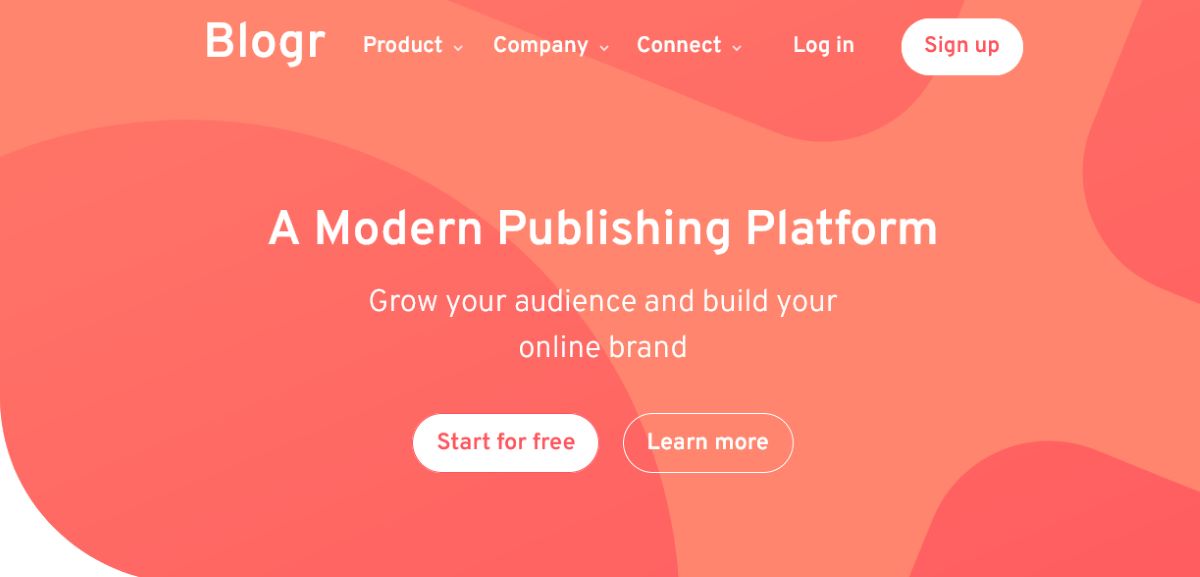 Blogr Product Company Connect Log in Sign up
A Modern Publishing Platform
Grow your audience and build your
online brand
Start for free Learn more